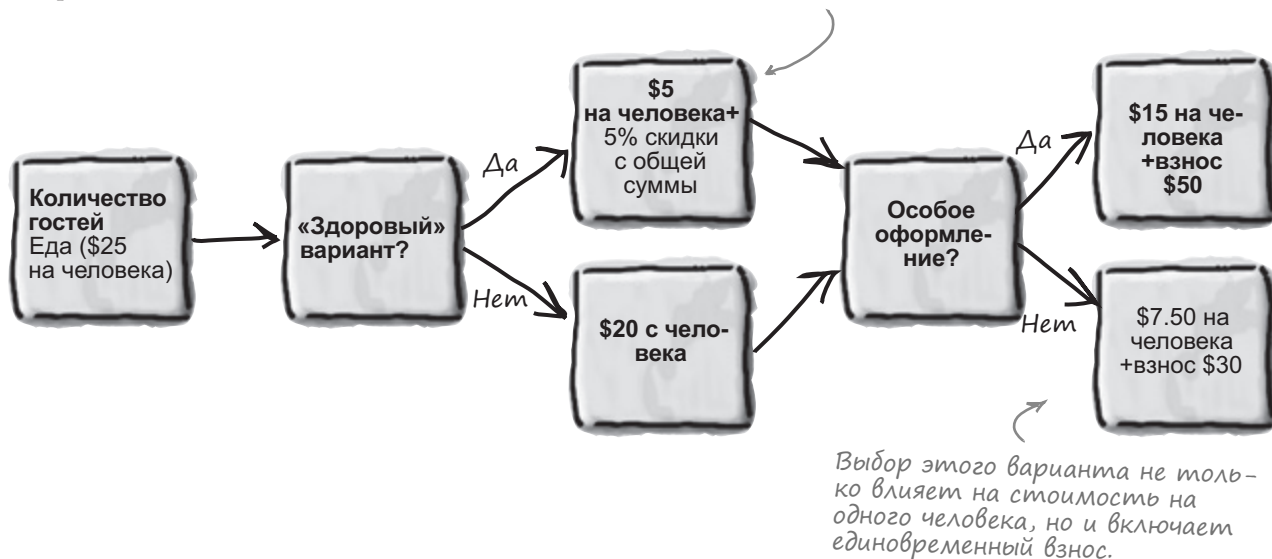 Количество
гостей
Еда ($25
на человека)
«Здоровый»
вариант?
Да
Нет
$5
на человека+
5% скидки
с общей
суммы
$20 с чело-
века
Особое
оформле-
ние?
Да
Нет
$15 на че-
ловека
+взнос
$50
$7.50 на
человека
+взнос $30
Выбор этого варианта не толь-
ко влияет на стоимость на
одного человека, но и включает
единовременный взнос.